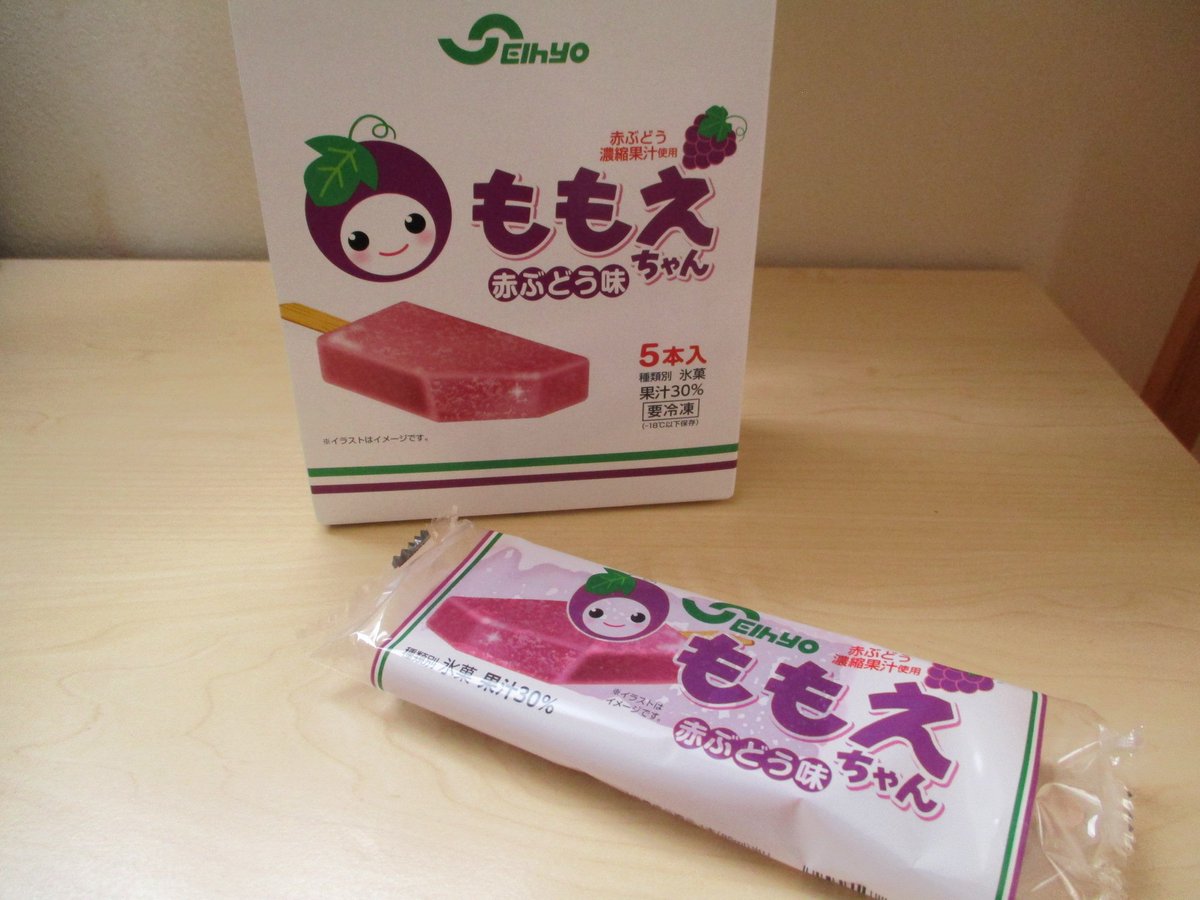 SEIhyo
赤ぶどう
濃縮果汁使用
ももえ
ちゃん
赤ぶどう味
5本入
種類別 氷菓
果汁30%
要冷凍
(-18℃以下保存)
※イラストはイメージです。
SEIhyo
赤ぶどう
濃縮果汁使用
ももえ
ちゃん
赤ぶどう味
種類別 氷菓 果汁30%
※イラストは
イメージです。